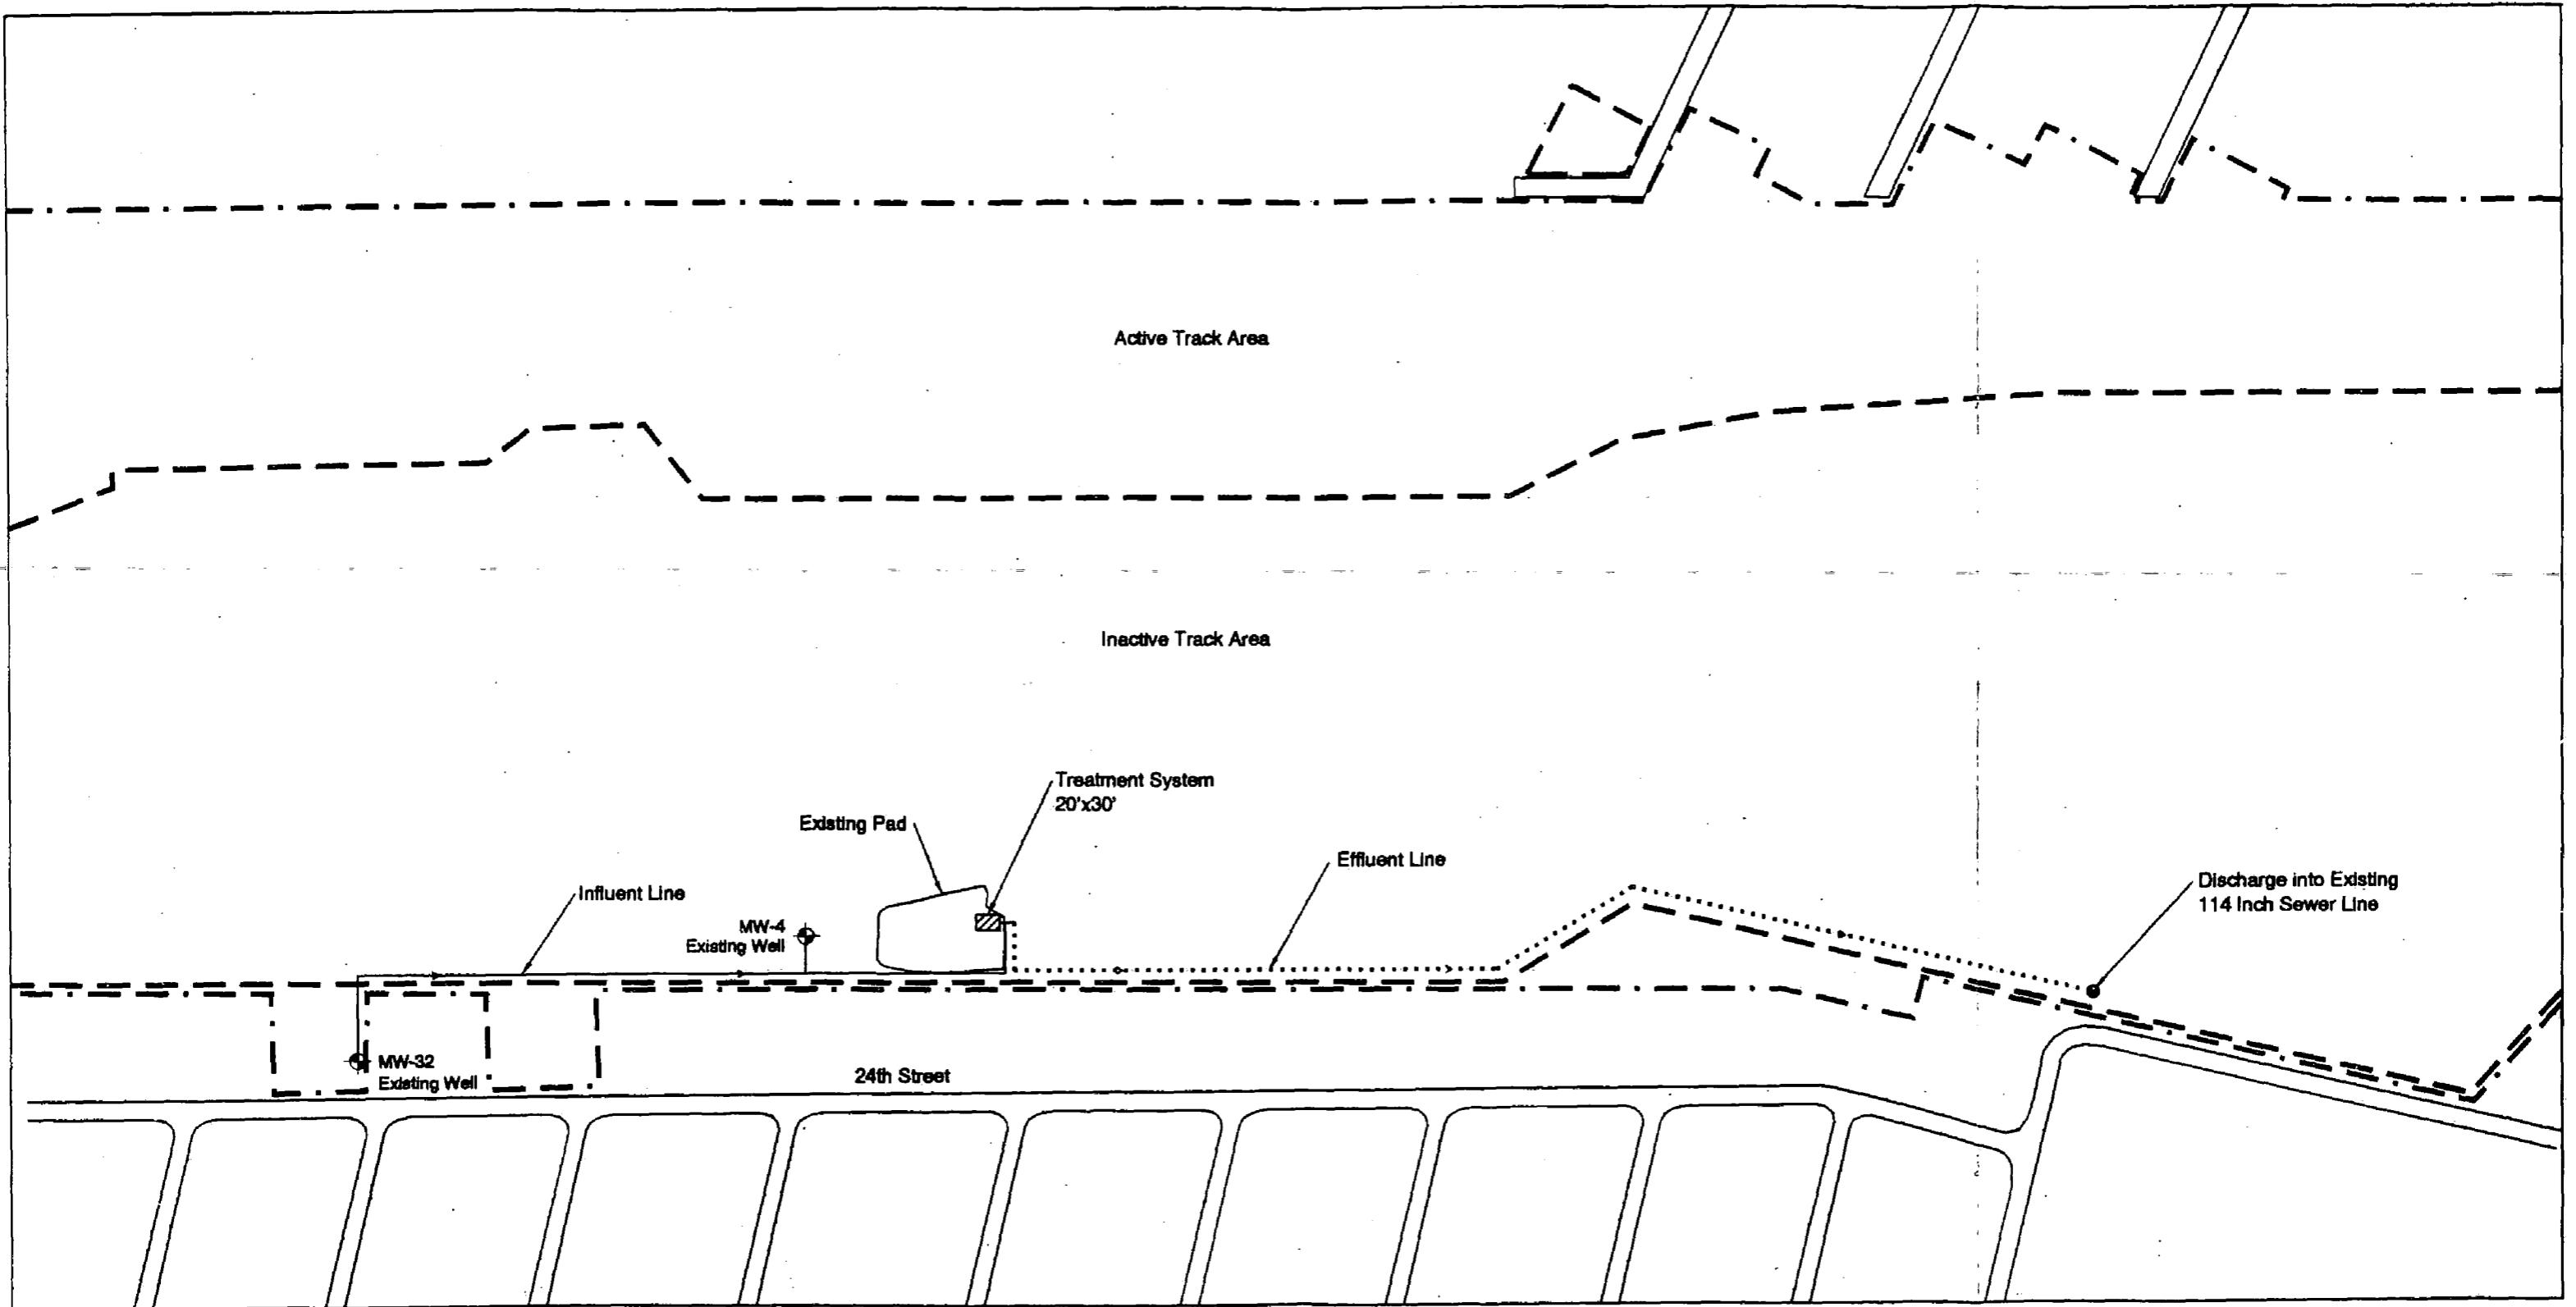 Active Track Area
Inactive Track Area
Treatment System
20'x30'
Existing Pad
Effluent Line
Influent Line
Discharge into Existing
114 Inch Sewer Line
MW-4
Existing Well
MW-32
Existing Well
24th Street